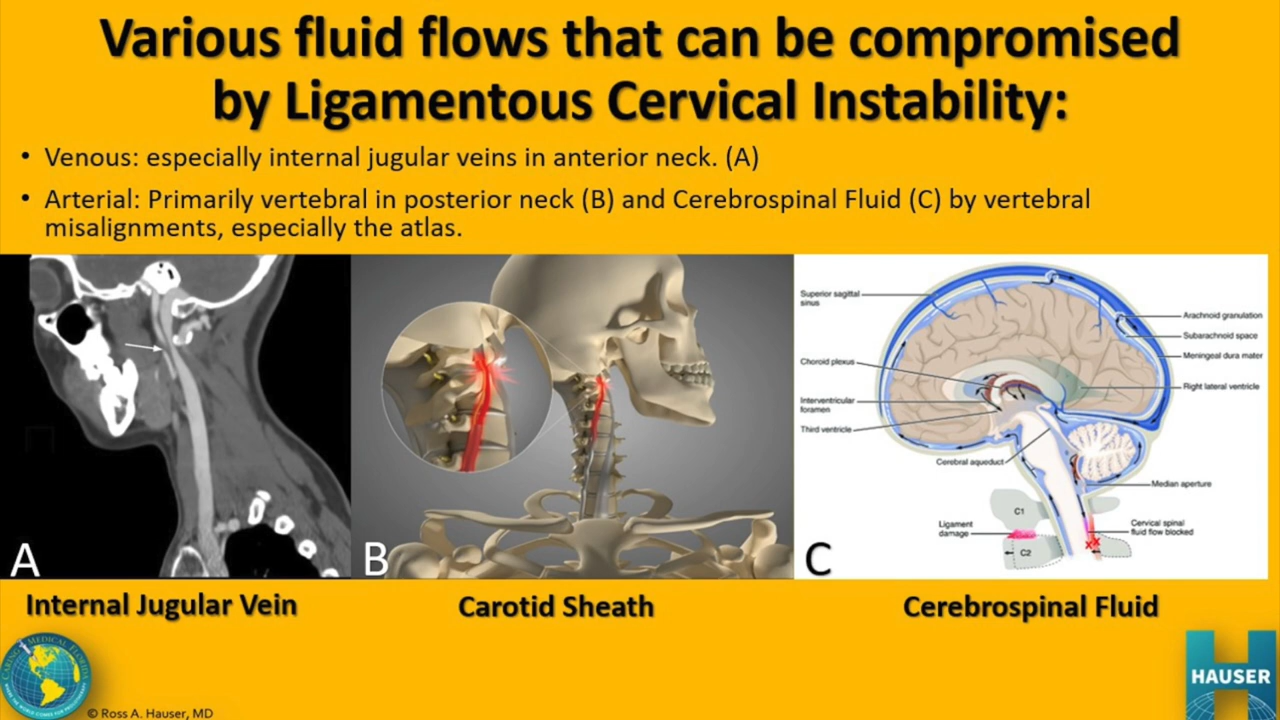 Various fluid flows that can be compromised
by Ligamentous Cervical Instability:
• Venous: especially internal jugular veins in anterior neck. (A)
• Arterial: Primarily vertebral in posterior neck (B) and Cerebrospinal Fluid (C) by vertebral
misalignments, especially the atlas.
A
B
C
Superior sagittal
sinus
Choroid plexus
Interventricular
foramen
Third ventricle
Cerebral aqueduct
Arachnoid granulation
Subarachnoid space
Meningeal dura mater
Right lateral ventricle
Median aperture
Ligament
damage
C1
C2
Cervical spinal
fluid flow blocked
Internal Jugular Vein
Carotid Sheath
Cerebrospinal Fluid
CARING MEDICAL FLORIDA
© Ross A. Hauser, MD
HAUSER